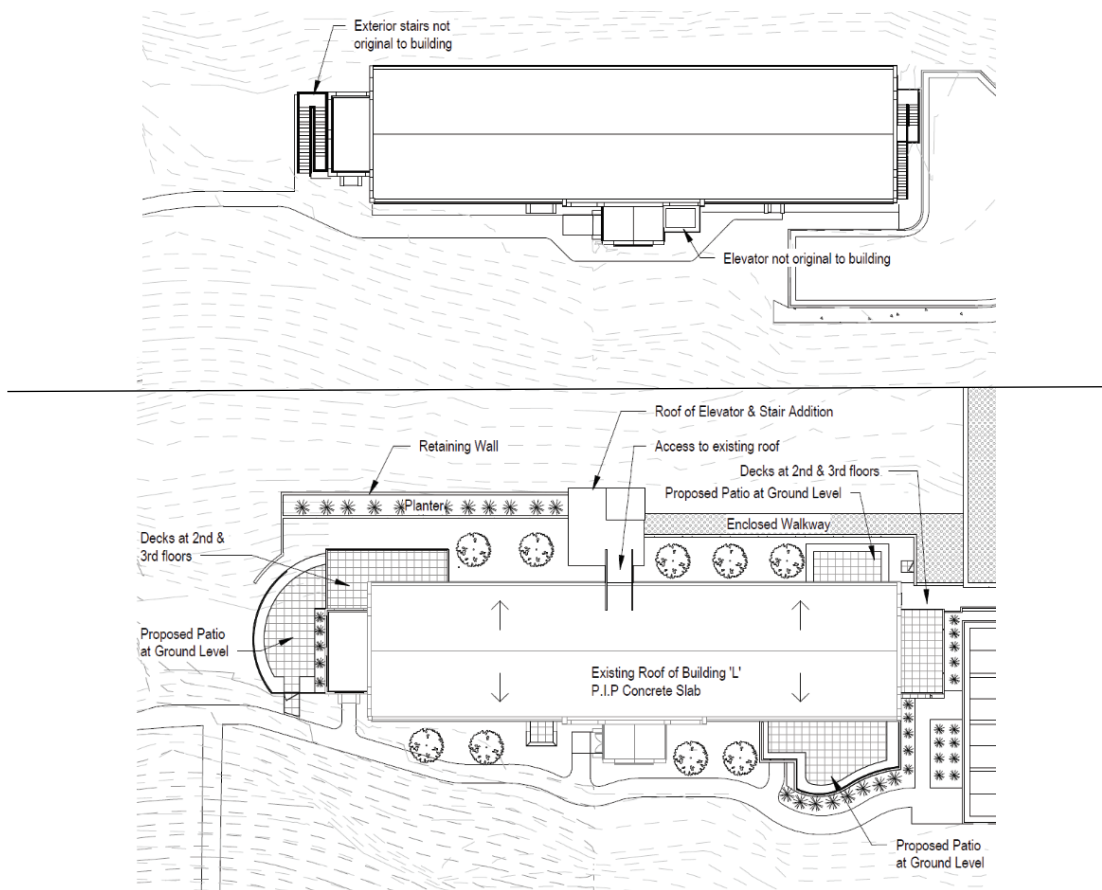 Exterior stairs not
original to building
Elevator not original to building
Roof of Elevator & Stair Addition
Retaining Wall
Access to existing roof
Decks at 2nd & 3rd floors
Proposed Patio at Ground Level
Planter
Enclosed Walkway
Decks at 2nd &
3rd floors
Proposed Patio
at Ground Level
Existing Roof of Building 'L'
P.I.P Concrete Slab
Proposed Patio
at Ground Level